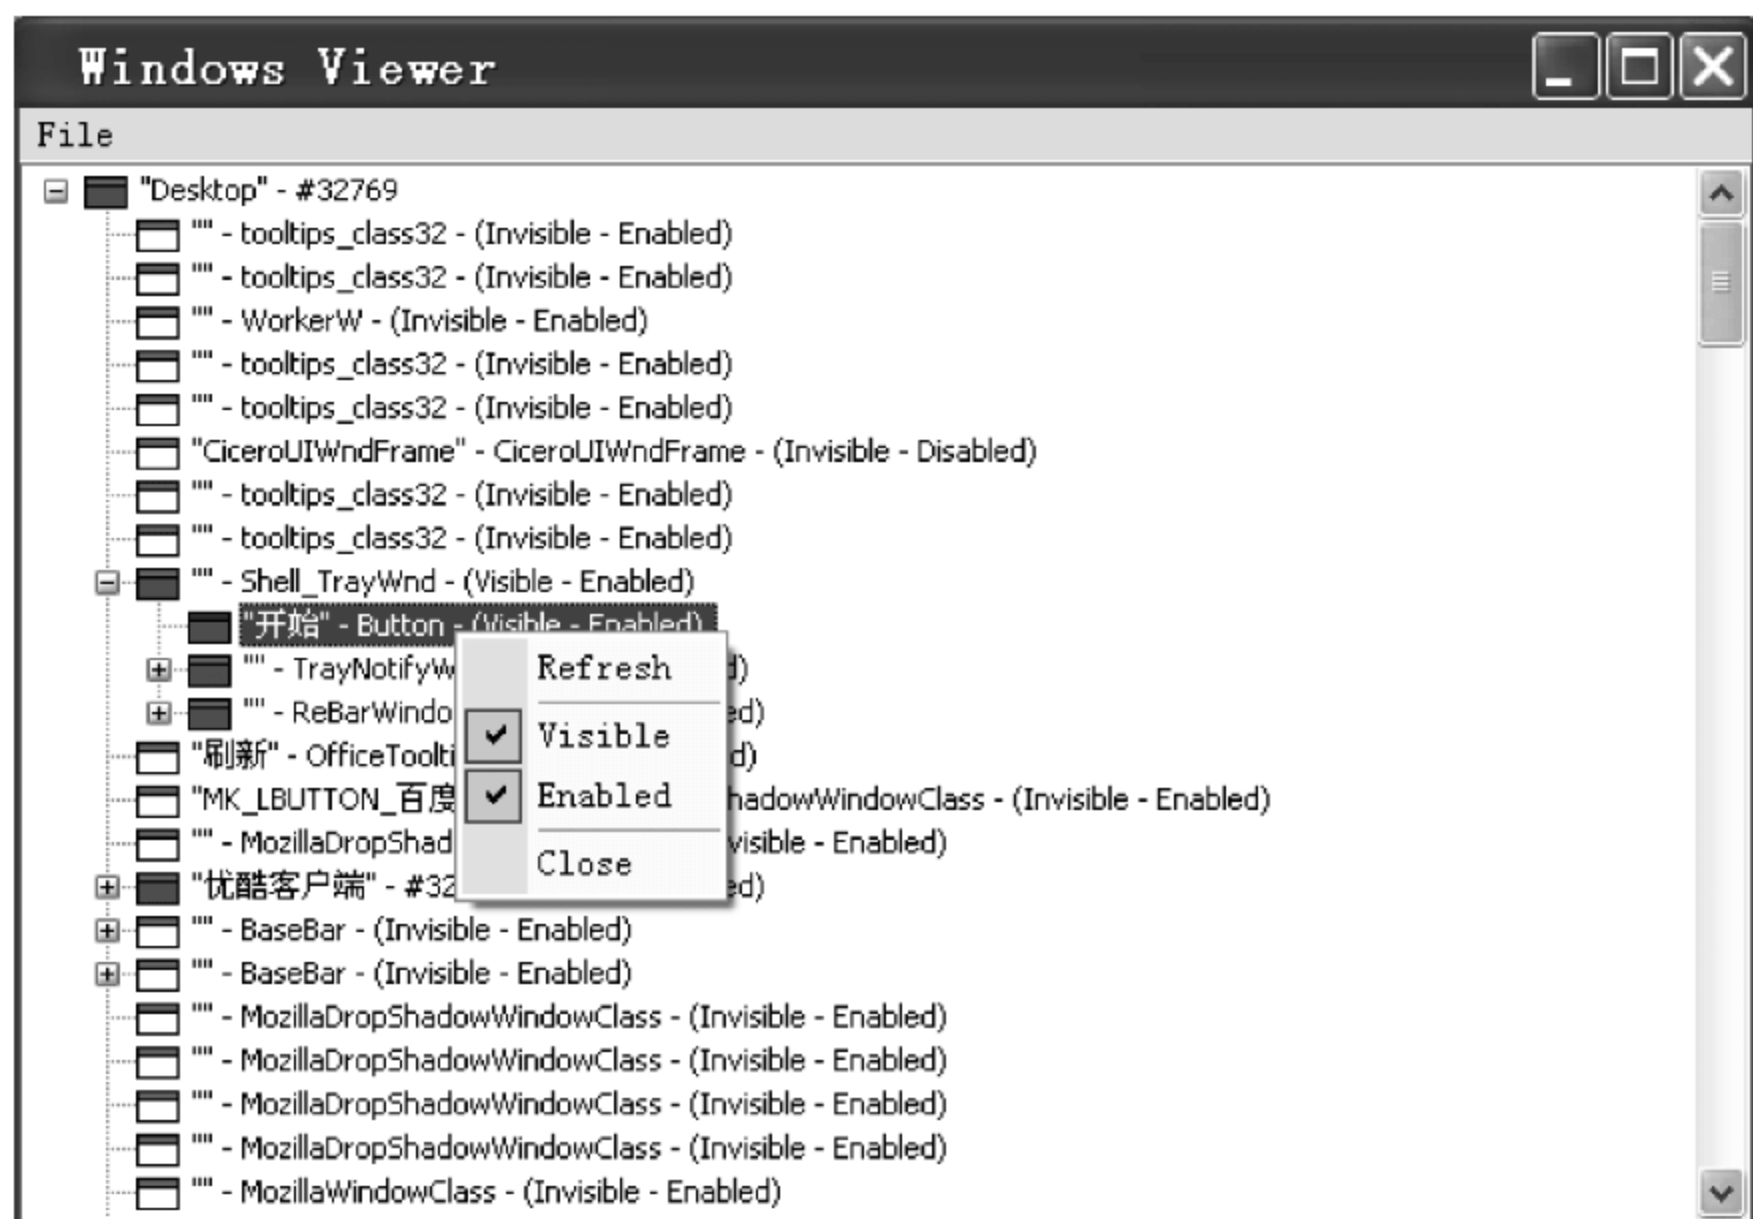 Windows Viewer
File
"Desktop" - #32769
"" - tooltips_class32 - (Invisible - Enabled)
"" - tooltips_class32 - (Invisible - Enabled)
"" - WorkerW - (Invisible - Enabled)
"" - tooltips_class32 - (Invisible - Enabled)
"" - tooltips_class32 - (Invisible - Enabled)
"CiceroUIWndFrame" - CiceroUIWndFrame - (Invisible - Disabled)
"" - tooltips_class32 - (Invisible - Enabled)
"" - tooltips_class32 - (Invisible - Enabled)
"" - Shell_TrayWnd - (Visible - Enabled)
"开始" - Button - (Visible - Enabled)
"" - TrayNotifyW
Refresh
"" - ReBarWindo ed)
Visible
"刷新" - OfficeToolti d)
Enabled
"MK_LBUTTON_百度 hadowWindowClass - (Invisible - Enabled)
"" - MozillaDropShad visible - Enabled)
Close
"优酷客户端" - #32 ed)
"" - BaseBar - (Invisible - Enabled)
"" - BaseBar - (Invisible - Enabled)
"" - MozillaDropShadowWindowClass - (Invisible - Enabled)
"" - MozillaDropShadowWindowClass - (Invisible - Enabled)
"" - MozillaDropShadowWindowClass - (Invisible - Enabled)
"" - MozillaDropShadowWindowClass - (Invisible - Enabled)
"" - MozillaWindowClass - (Invisible - Enabled)